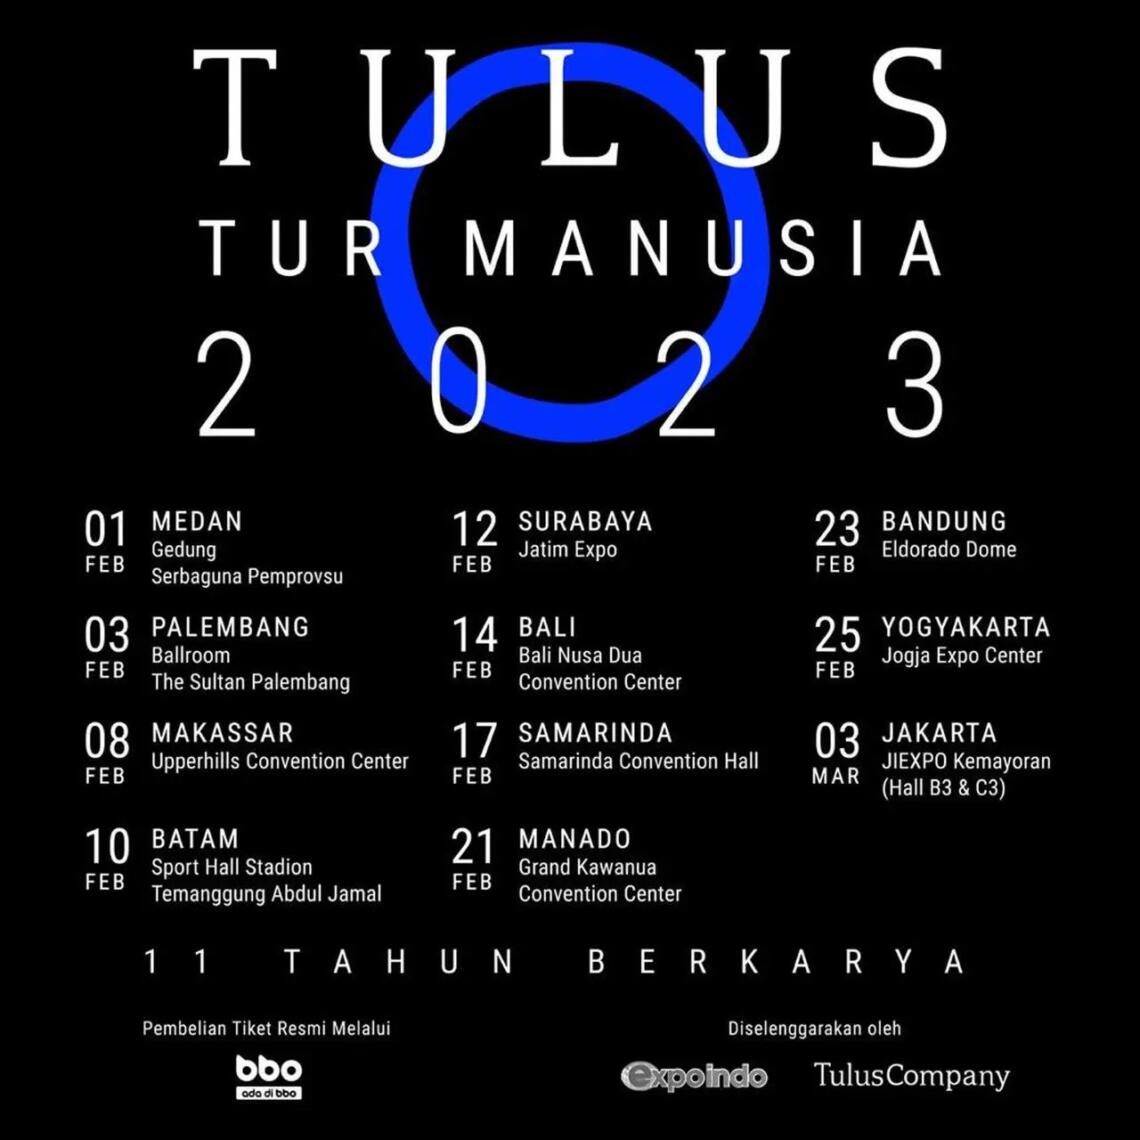 TULUS
TUR MANUSIA
2023
01 FEB
MEDAN
Gedung
Serbaguna Pemprovsu
03 FEB
PALEMBANG
Ballroom
The Sultan Palembang
08 FEB
MAKASSAR
Upperhills Convention Center
10 FEB
BATAM
Sport Hall Stadion
Temanggung Abdul Jamal
12 FEB
SURABAYA
Jatim Expo
14 FEB
BALI
Bali Nusa Dua
Convention Center
17 FEB
SAMARINDA
Samarinda Convention Hall
21 FEB
MANADO
Grand Kawanua
Convention Center
23 FEB
BANDUNG
Eldorado Dome
25 FEB
YOGYAKARTA
Jogja Expo Center
03 MAR
JAKARTA
JIEXPO Kemayoran
(Hall B3 & C3)
11 TAHUN BERKARYA
Pembelian Tiket Resmi Melalui
bbo
ada di bbo
Diselenggarakan oleh
expoindo
TulusCompany